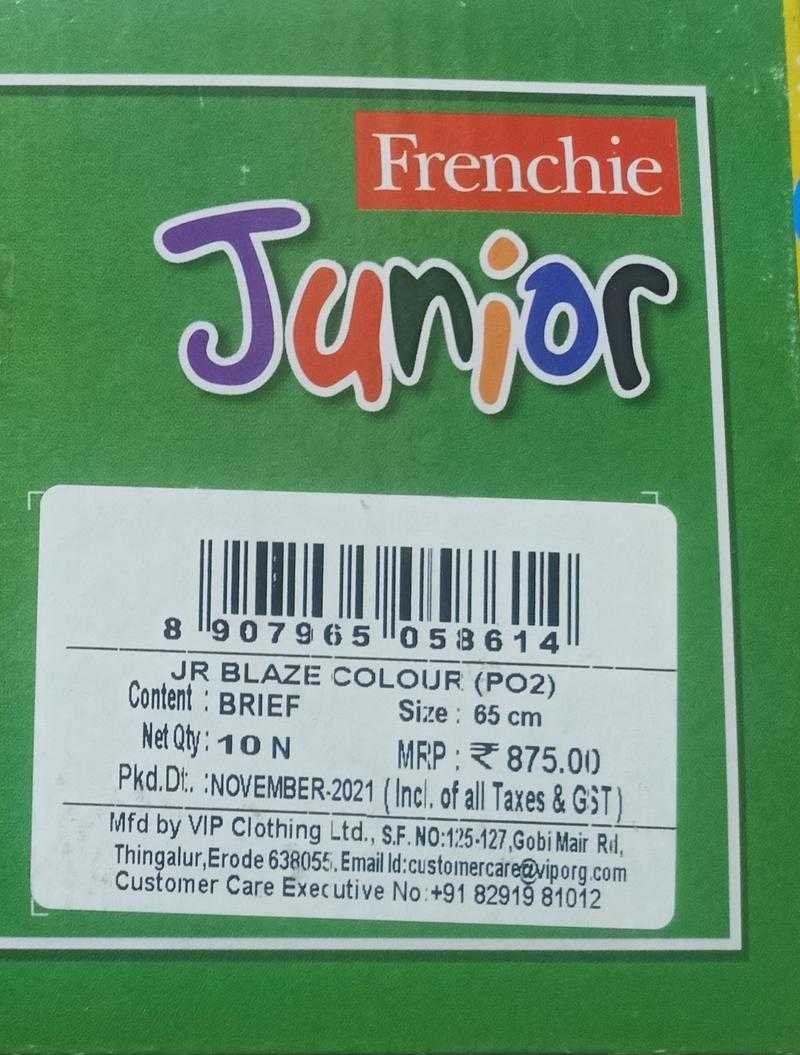 Frenchie
Junior
8 907965 058614
JR BLAZE COLOUR (PO2)
Content : BRIEF Size : 65 cm
Net Qty : 10 N MRP : ₹ 875.00
Pkd.Dt. : NOVEMBER-2021 (Incl. of all Taxes & GST)
Mfd by VIP Clothing Ltd., S.F. NO:125-127,Gobi Mair Rd,
Thingalur,Erode 638055. Email Id:customercare@viporg.com
Customer Care Executive No:+91 82919 81012